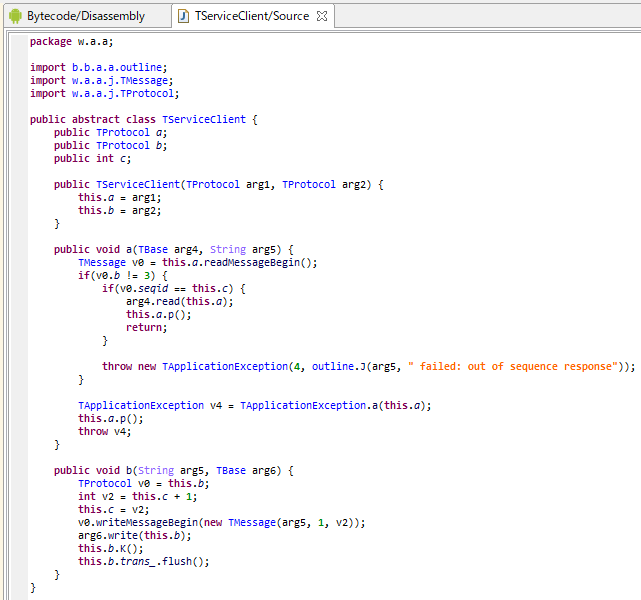 Bytecode/Disassembly
TServiceClient/Source
package w.a.a;
import b.b.a.a.outline;
import w.a.a.j.TMessage;
import w.a.a.j.TProtocol;
public abstract class TServiceClient {
    public TProtocol a;
    public TProtocol b;
    public int c;
    public TServiceClient(TProtocol arg1, TProtocol arg2) {
        this.a = arg1;
        this.b = arg2;
    }
    public void a(TBase arg4, String arg5) {
        TMessage v0 = this.a.readMessageBegin();
        if(v0.b != 3) {
            if(v0.seqid == this.c) {
                arg4.read(this.a);
                this.a.p();
                return;
            }
            throw new TApplicationException(4, outline.J(arg5, " failed: out of sequence response"));
        }
        TApplicationException v4 = TApplicationException.a(this.a);
        this.a.p();
        throw v4;
    }
    public void b(String arg5, TBase arg6) {
        TProtocol v0 = this.b;
        int v2 = this.c + 1;
        this.c = v2;
        v0.writeMessageBegin(new TMessage(arg5, 1, v2));
        arg6.write(this.b);
        this.b.K();
        this.b.trans_.flush();
    }
}